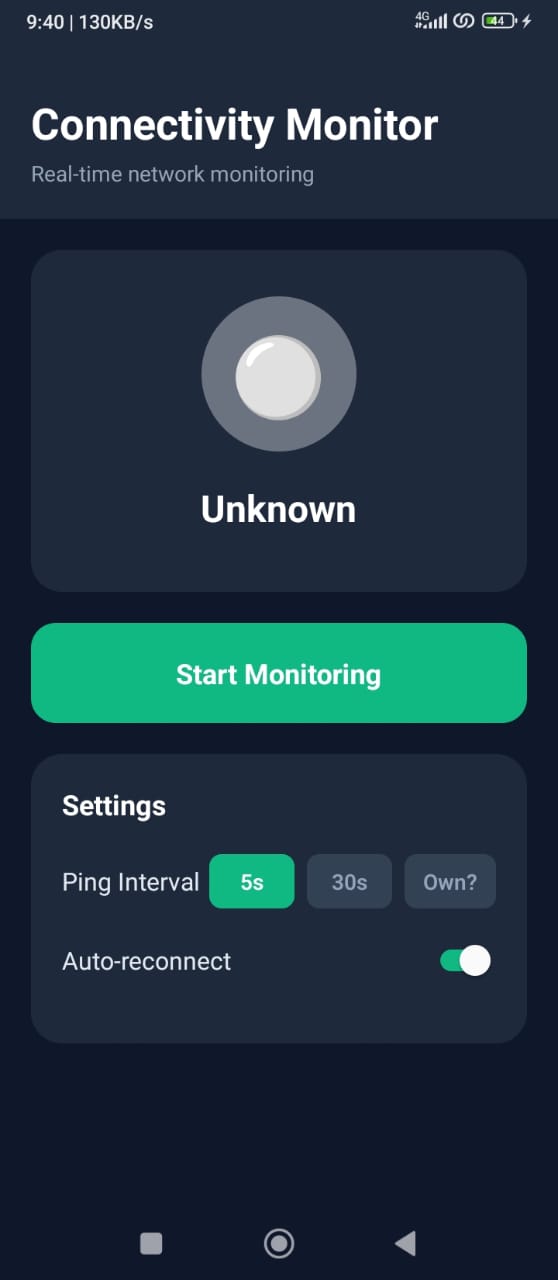 9:40 | 130KB/s 4G 44
Connectivity Monitor
Real-time network monitoring
Unknown
Start Monitoring
Settings
Ping Interval 5s 30s Own?
Auto-reconnect